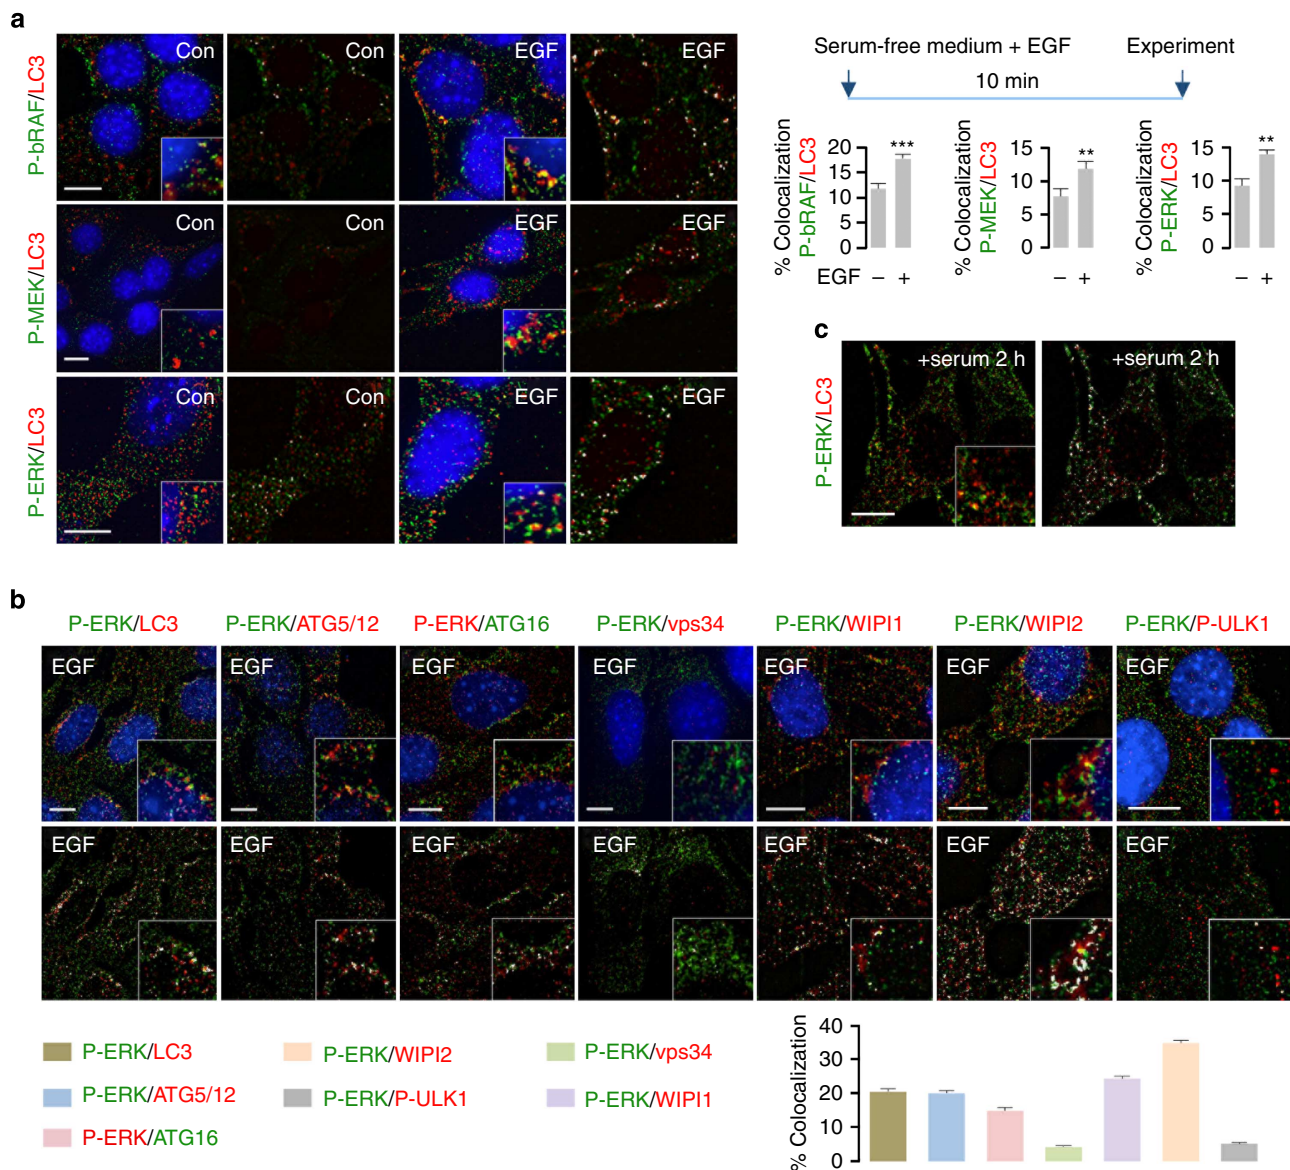 a
P-bRAF/LC3
Con
Con
EGF
EGF
P-MEK/LC3
Con
Con
EGF
EGF
P-ERK/LC3
Con
Con
EGF
EGF
Serum-free medium + EGF
Experiment
10 min
% Colocalization
P-bRAF/LC3
20
15
10
5
0
***
% Colocalization
P-MEK/LC3
15
10
5
0
**
% Colocalization
P-ERK/LC3
15
10
5
0
**
EGF − + − + − +
c
P-ERK/LC3
+serum 2 h
+serum 2 h
b
P-ERK/LC3
P-ERK/ATG5/12
P-ERK/ATG16
P-ERK/vps34
P-ERK/WIPI1
P-ERK/WIPI2
P-ERK/P-ULK1
EGF
EGF
EGF
EGF
EGF
EGF
EGF
EGF
EGF
EGF
EGF
EGF
EGF
EGF
P-ERK/LC3
P-ERK/WIPI2
P-ERK/vps34
P-ERK/ATG5/12
P-ERK/P-ULK1
P-ERK/WIPI1
P-ERK/ATG16
% Colocalization
40
30
20
10
0